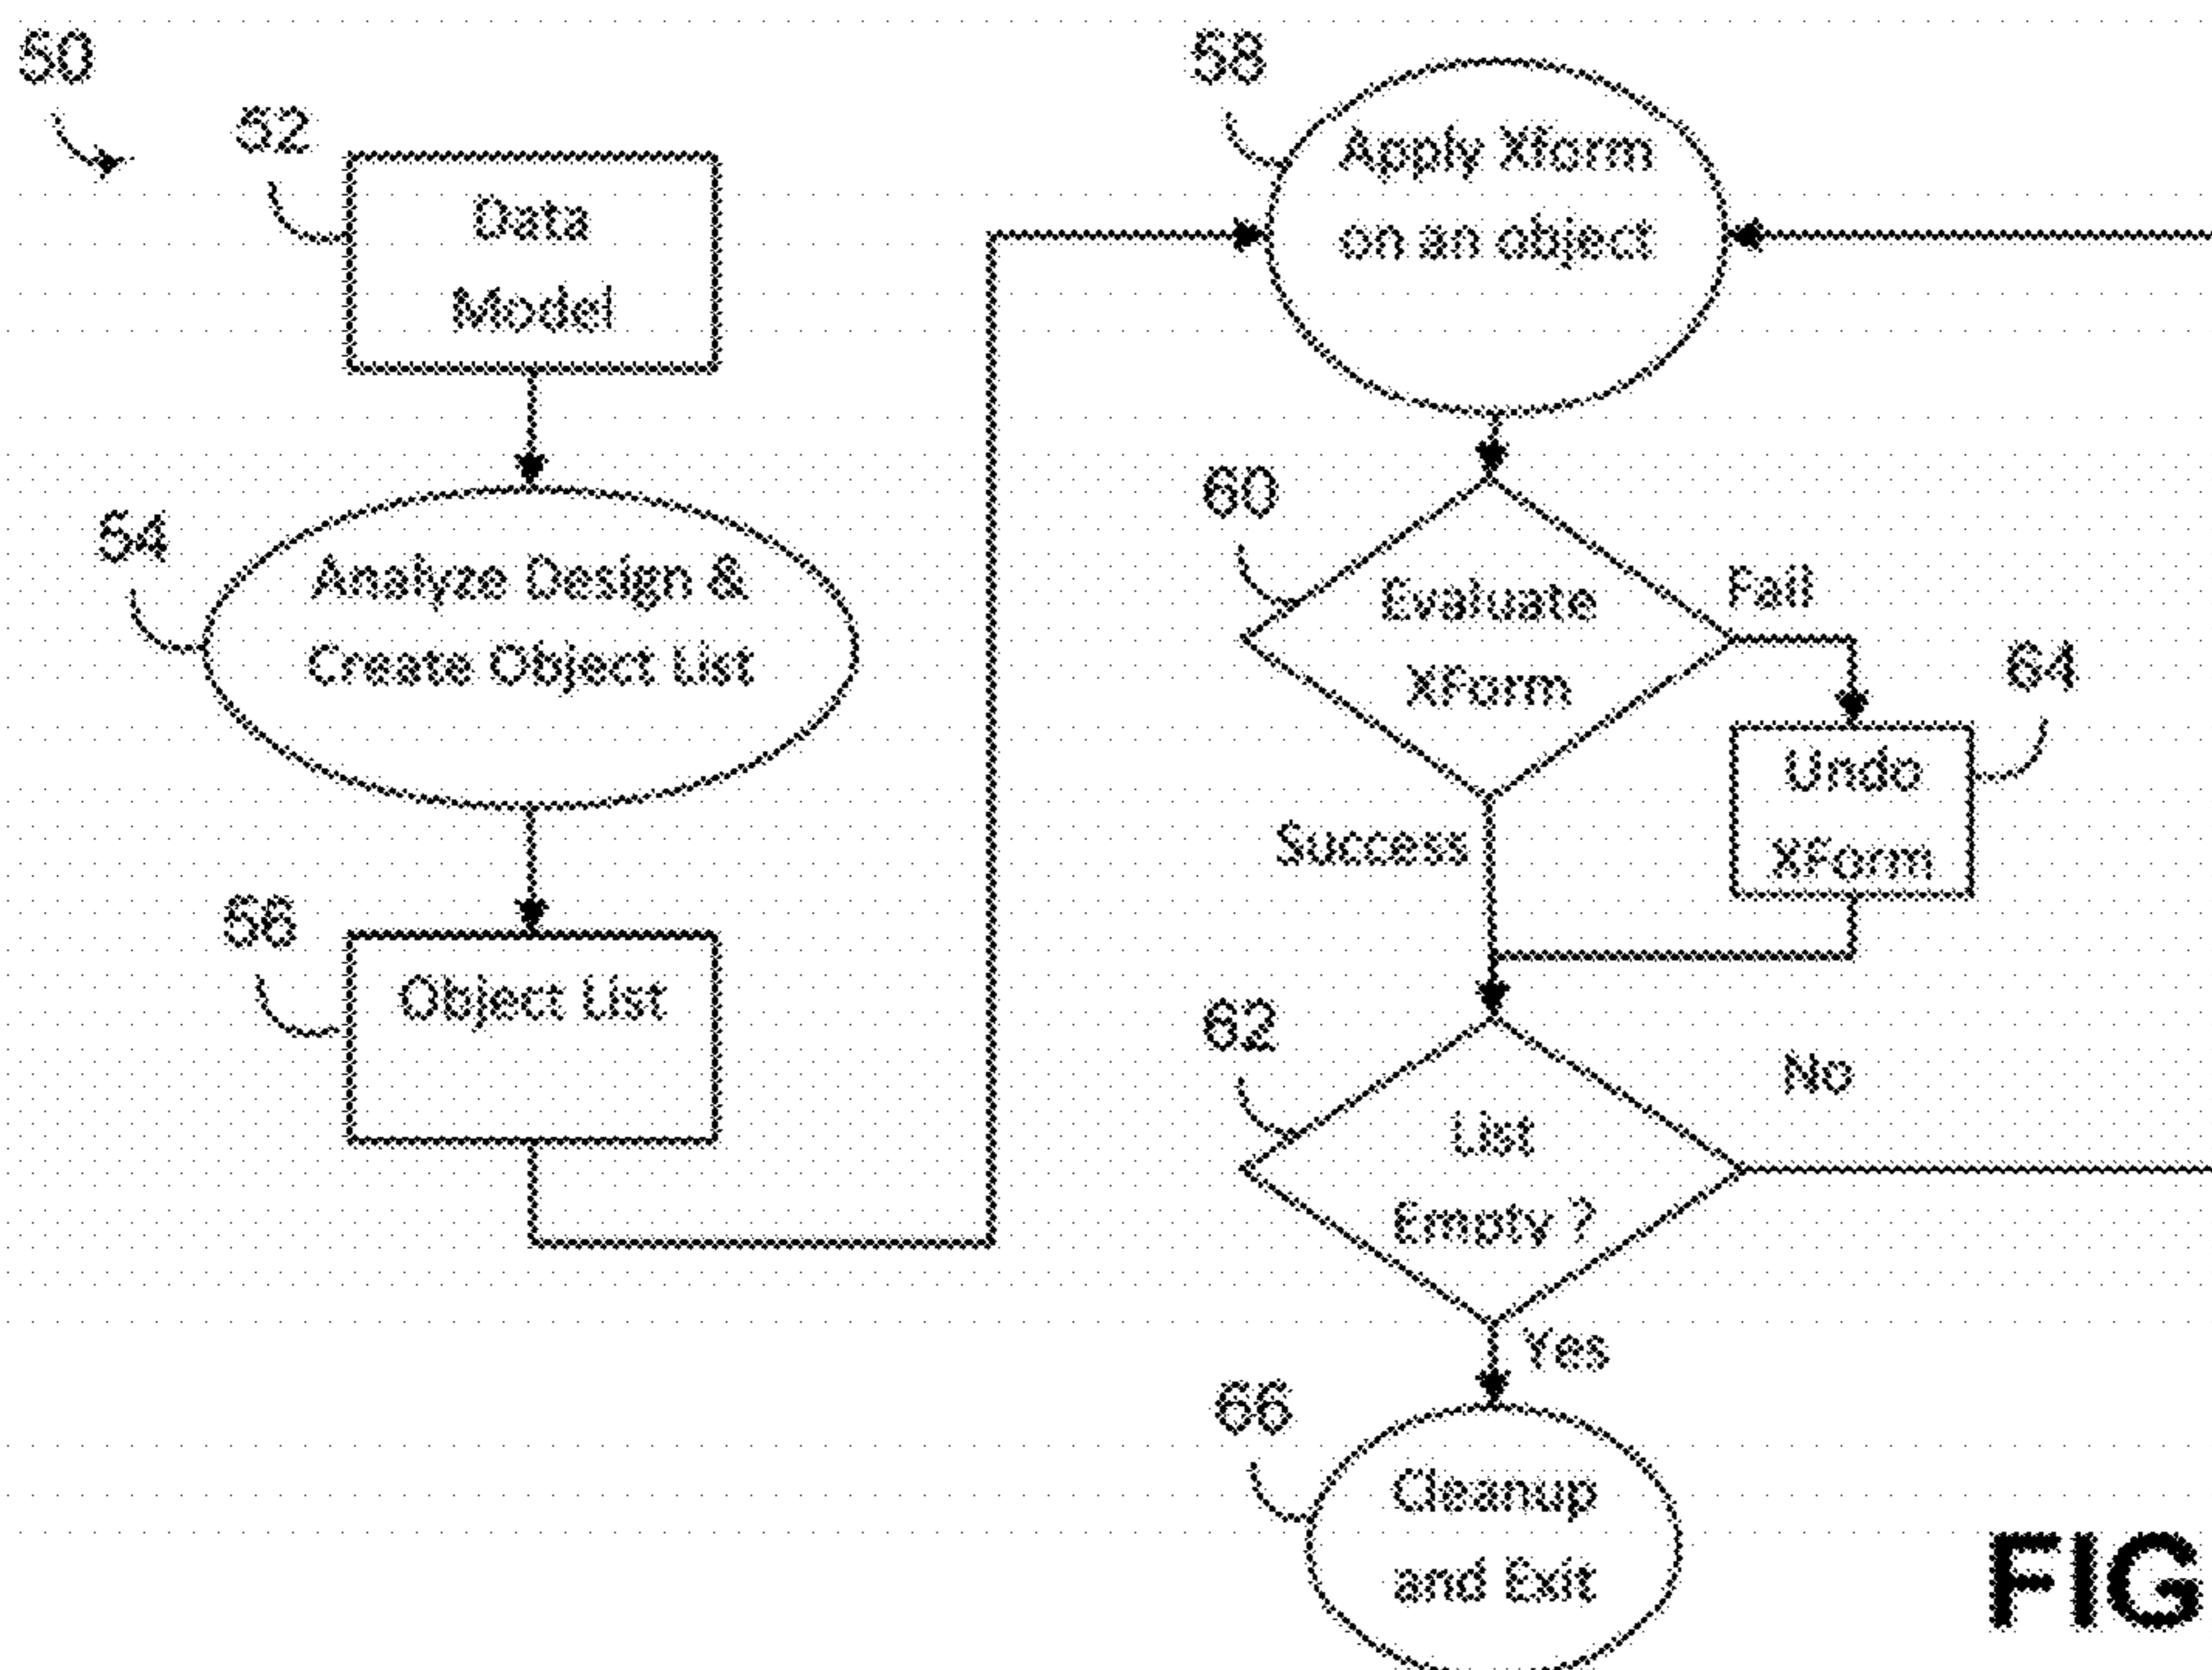 50
52
Data
Model
54
Analyze Design &
Create Object List
56
Object List
58
Apply Xform
on an object
60
Evaluate
XForm
Fail
64
Undo
XForm
Success
62
List
Empty ?
No
Yes
66
Cleanup
and Exit
FIG